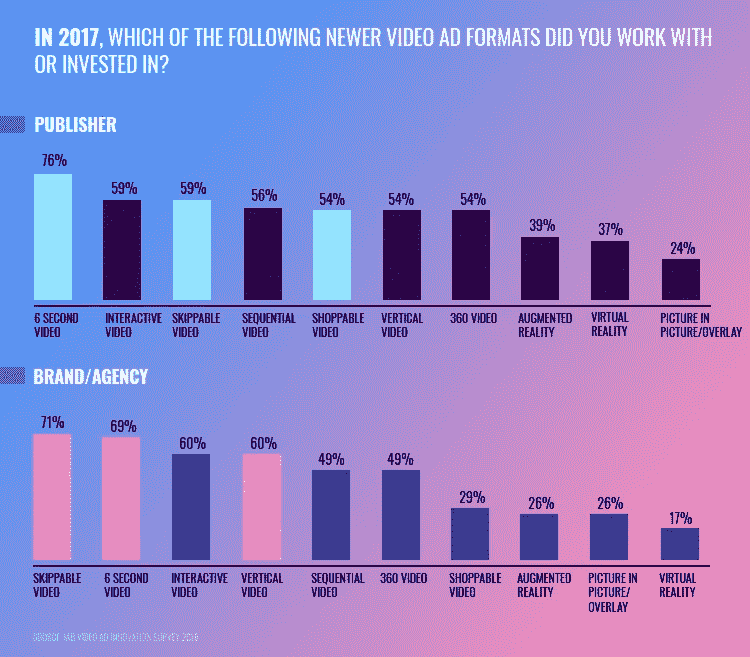 IN 2017, WHICH OF THE FOLLOWING NEWER VIDEO AD FORMATS DID YOU WORK WITH
OR INVESTED IN?
PUBLISHER
76% 59% 59% 56% 54% 54% 54% 39% 37% 24%
6 SECOND INTERACTIVE SKIPPABLE SEQUENTIAL SHOPPABLE VERTICAL 360 VIDEO AUGMENTED VIRTUAL PICTURE IN
VIDEO VIDEO VIDEO VIDEO VIDEO VIDEO REALITY REALITY PICTURE/OVERLAY
BRAND/AGENCY
71% 69% 60% 60% 49% 49% 29% 26% 26% 17%
SKIPPABLE 6 SECOND INTERACTIVE VERTICAL SEQUENTIAL 360 VIDEO SHOPPABLE AUGMENTED PICTURE IN VIRTUAL
VIDEO VIDEO VIDEO VIDEO VIDEO VIDEO REALITY PICTURE/ REALITY
OVERLAY
SOURCE: VIDEO AD INNOVATION SURVEY